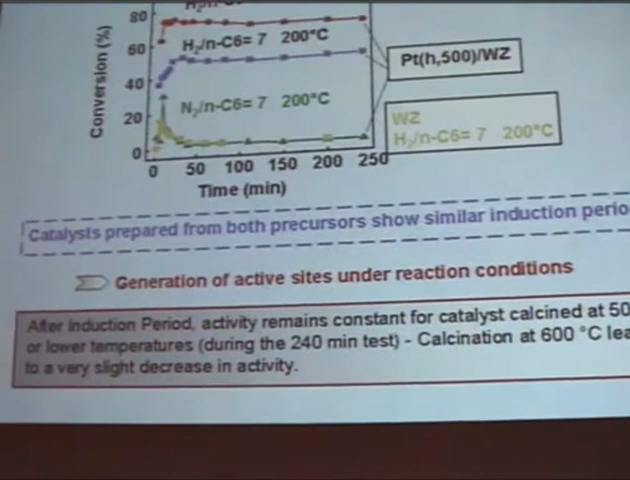 80
60
40
20
0
Conversion (%)
H₂/n-C6= 7 200°C
N₂/n-C6= 7 200°C
Pt(h,500)/WZ
WZ
H₂/n-C6= 7 200°C
0 50 100 150 200 250
Time (min)
Catalysts prepared from both precursors show similar induction perio
Generation of active sites under reaction conditions
After Induction Period, activity remains constant for catalyst calcined at 50
or lower temperatures (during the 240 min test) - Calcination at 600 °C lea
to a very slight decrease in activity.